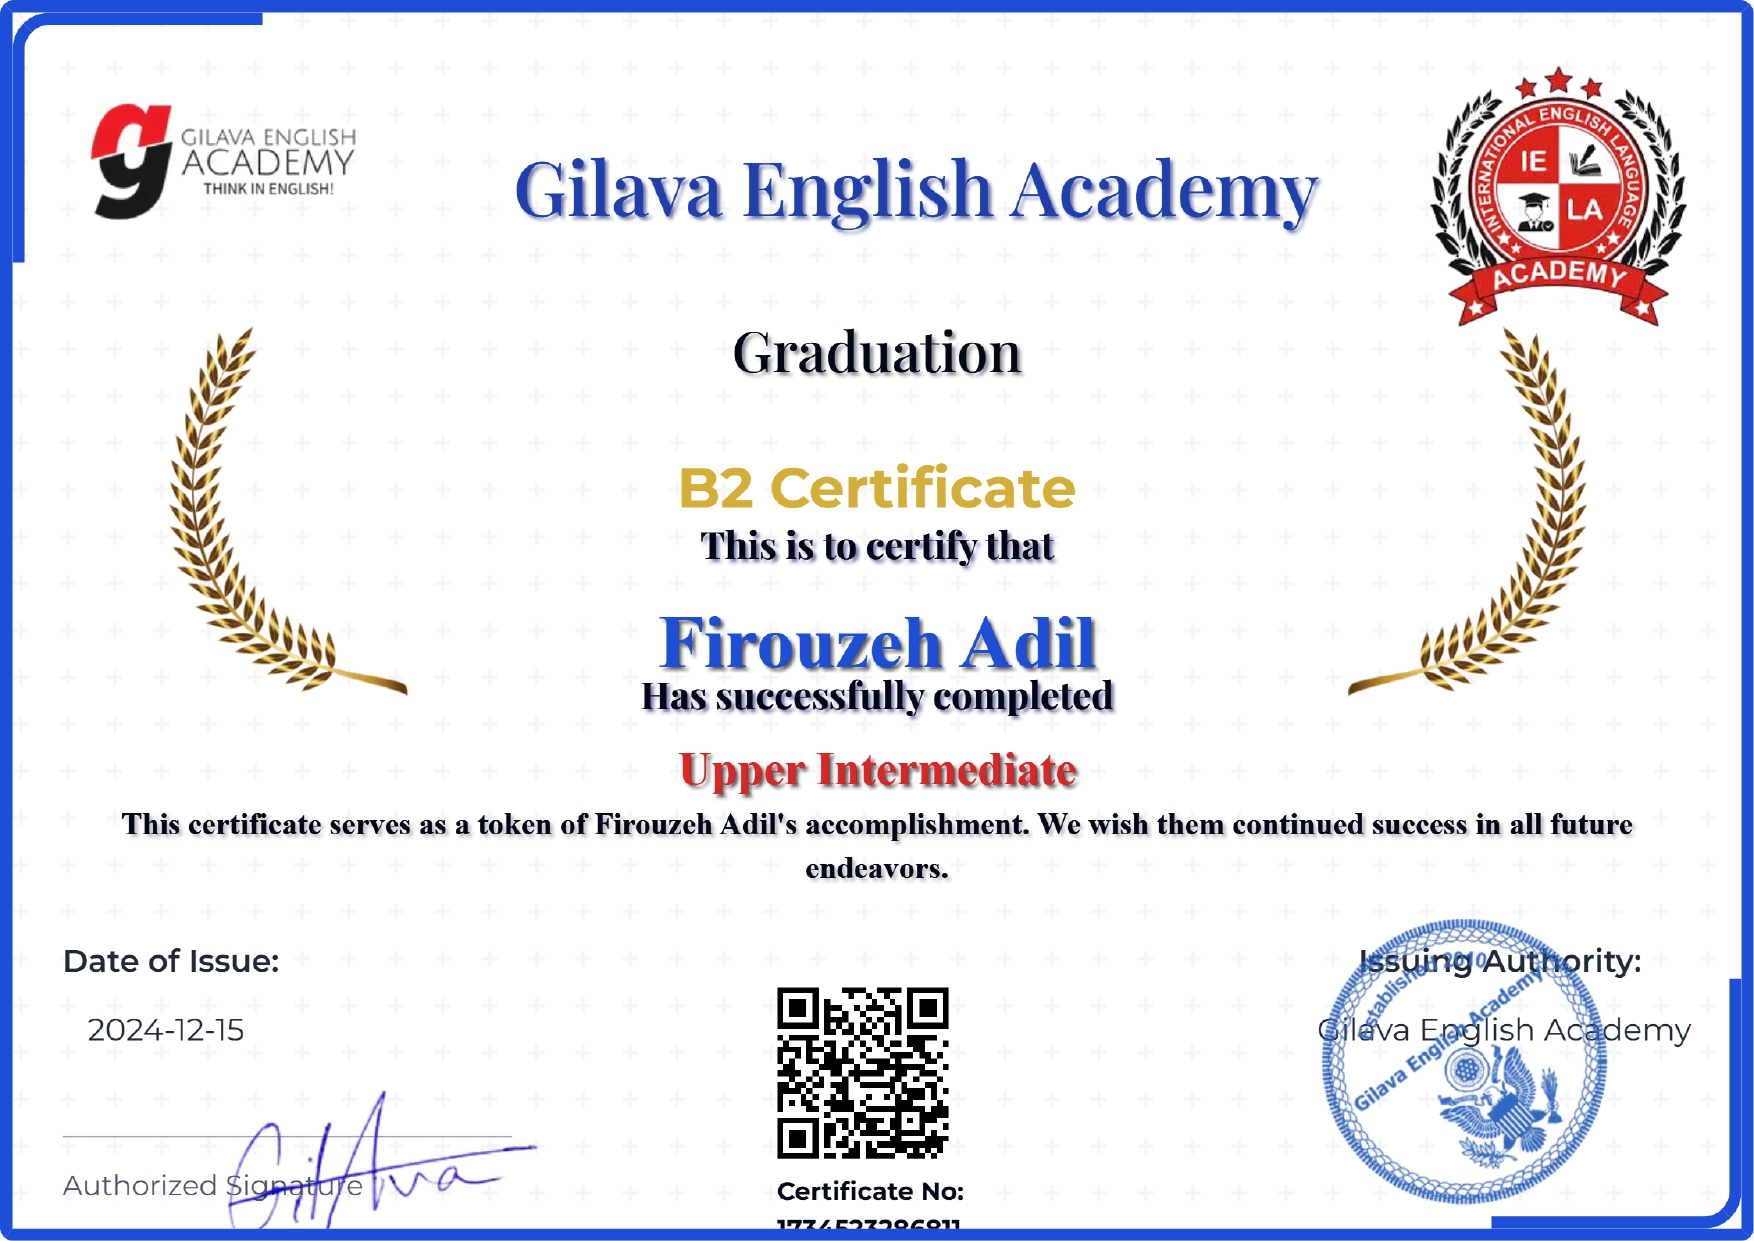 GILAVA ENGLISH
ACADEMY
THINK IN ENGLISH!
Gilava English Academy
INTERNATIONAL ENGLISH LANGUAGE
IE
LA
ACADEMY
Graduation
B2 Certificate
This is to certify that
Firouzeh Adil
Has successfully completed
Upper Intermediate
This certificate serves as a token of Firouzeh Adil's accomplishment. We wish them continued success in all future
endeavors.
Date of Issue:
2024-12-15
Authorized Signature
GilAva
Certificate No:
1734523286811
Issuing Authority:
Gilava English Academy
Established 2010
Gilava English Academy